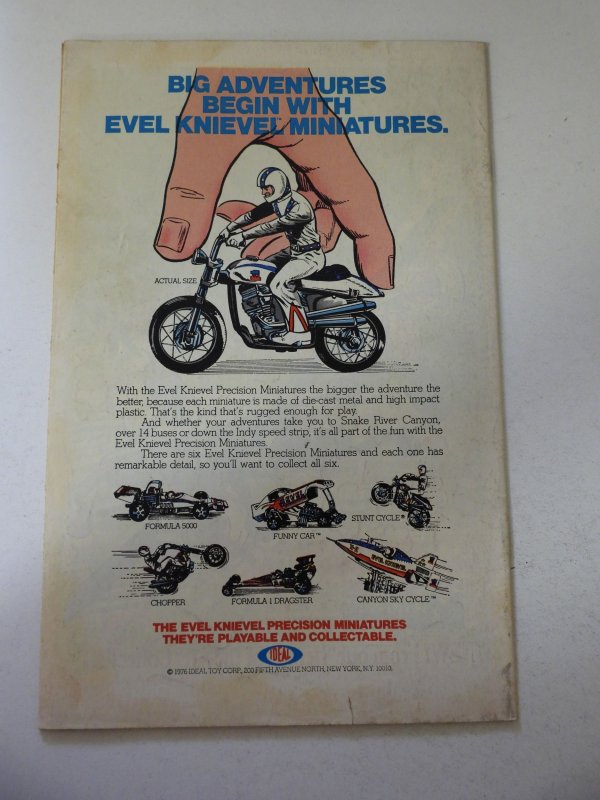 BIG ADVENTURES
BEGIN WITH
EVEL KNIEVEL MINIATURES.
ACTUAL SIZE
With the Evel Knievel Precision Miniatures the bigger the adventure the
better, because each miniature is made of die-cast metal and high impact
plastic. That's the kind that's rugged enough for play.
And whether your adventures take you to Snake River Canyon,
over 14 buses or down the Indy speed strip, it's all part of the fun with the
Evel Knievel Precision Miniatures.
There are six Evel Knievel Precision Miniatures and each one has
remarkable detail, so you'll want to collect all six.
FORMULA 5000
FUNNY CAR™
STUNT CYCLE®
CHOPPER
FORMULA 1 DRAGSTER
CANYON SKY CYCLE™
THE EVEL KNIEVEL PRECISION MINIATURES
THEY'RE PLAYABLE AND COLLECTABLE.
IDEAL
© 1976 IDEAL TOY CORP., 200 FIFTH AVENUE NORTH, NEW YORK, N.Y. 10010.